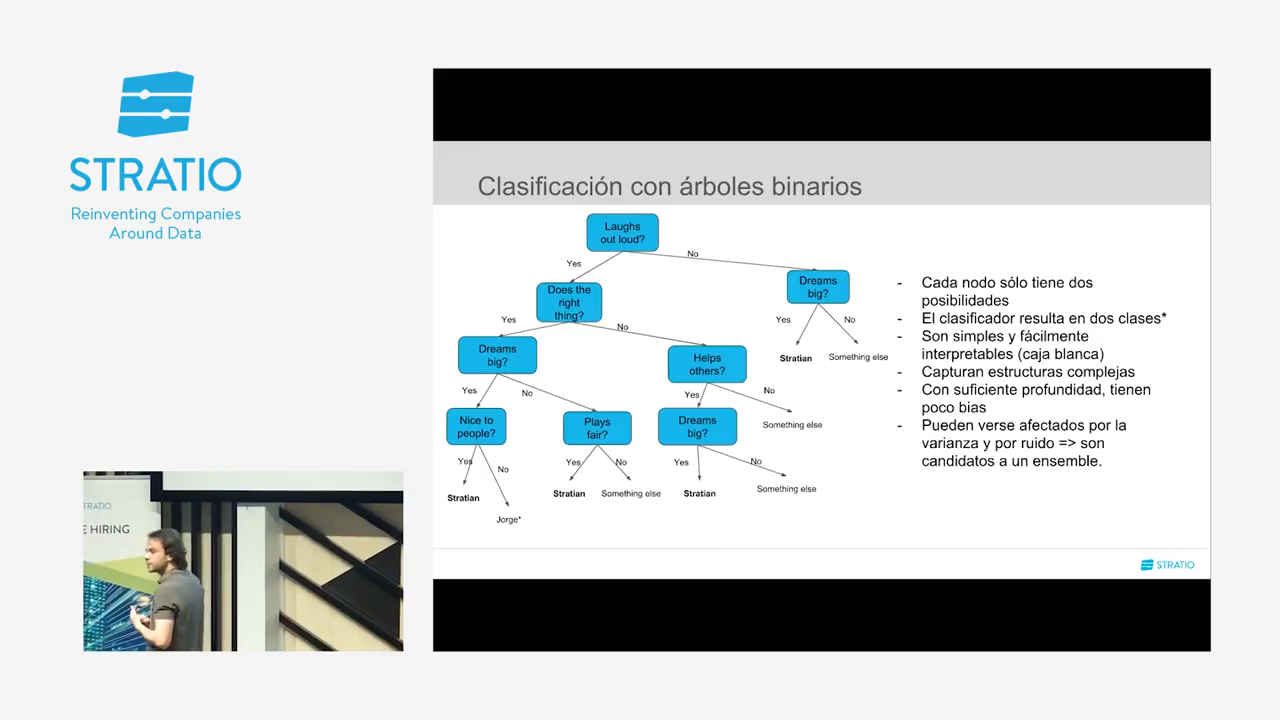 STRATIO
Reinventing Companies
Around Data
Clasificación con árboles binarios
Laughs
out loud?
Yes
No
Does the
right
thing?
Dreams
big?
Yes
No
Yes
No
Stratian
Something else
Dreams
big?
Helps
others?
Yes
No
Yes
No
Something else
Nice to
people?
Plays
fair?
Dreams
big?
Yes
No
Yes
No
Yes
No
Stratian
Jorge*
Stratian
Something else
Stratian
Something else
- Cada nodo sólo tiene dos
posibilidades
- El clasificador resulta en dos clases*
- Son simples y fácilmente
interpretables (caja blanca)
- Capturan estructuras complejas
- Con suficiente profundidad, tienen
poco bias
- Pueden verse afectados por la
varianza y por ruido => son
candidatos a un ensemble.
STRATIO
TRATIO
E HIRING